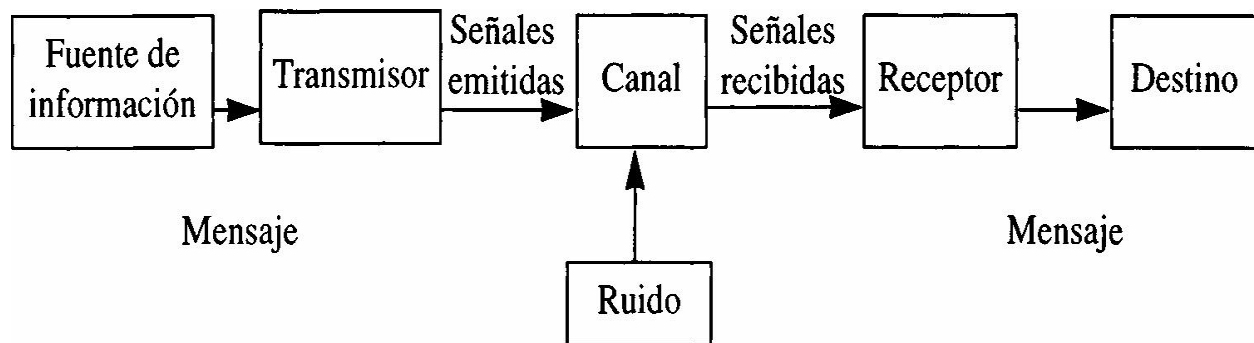 Fuente de
información
Transmisor
Señales
emitidas
Canal
Señales
recibidas
Receptor
Destino
Mensaje
Mensaje
Ruido